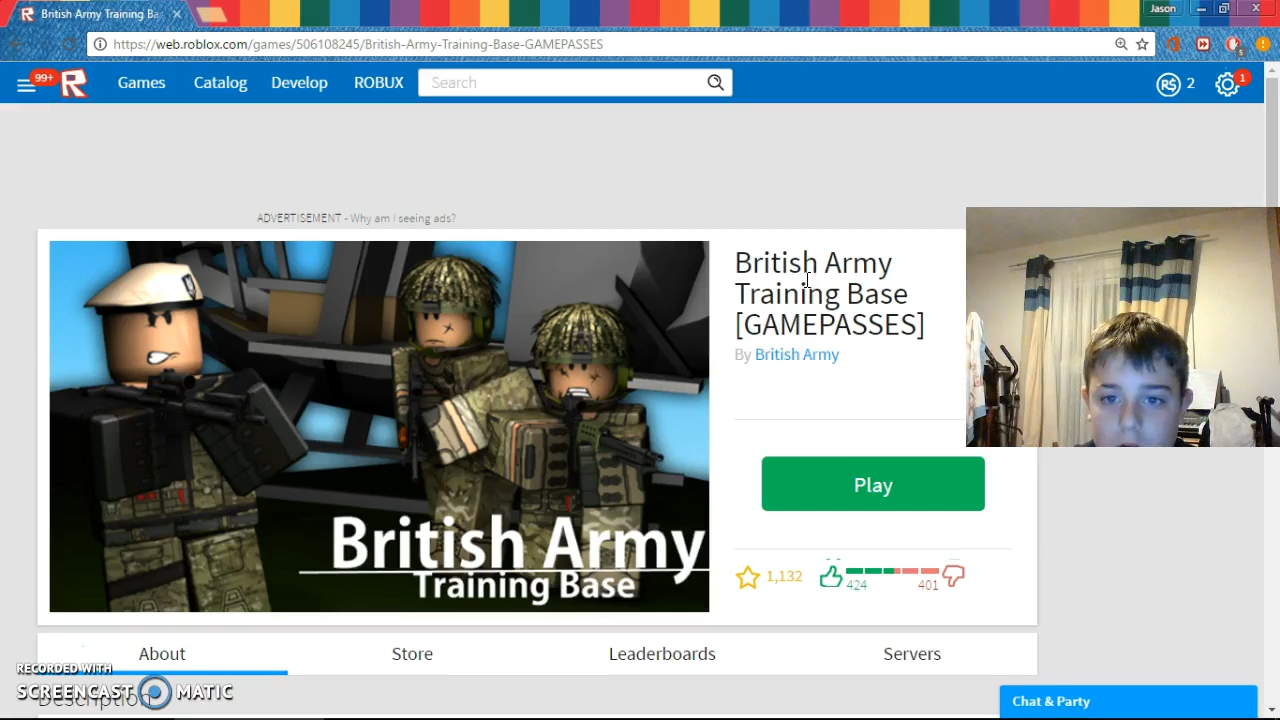 British Army Training Ba
Jason
https://web.roblox.com/games/506108245/British-Army-Training-Base-GAMEPASSES
99+
Games
Catalog
Develop
ROBUX
Search
R$ 2
1
ADVERTISEMENT - Why am I seeing ads?
British Army
Training Base
[GAMEPASSES]
By British Army
British Army
Training Base
Play
1,132
424
401
About
Store
Leaderboards
Servers
RECORDED WITH
SCREENCAST MATIC
Description
Chat & Party